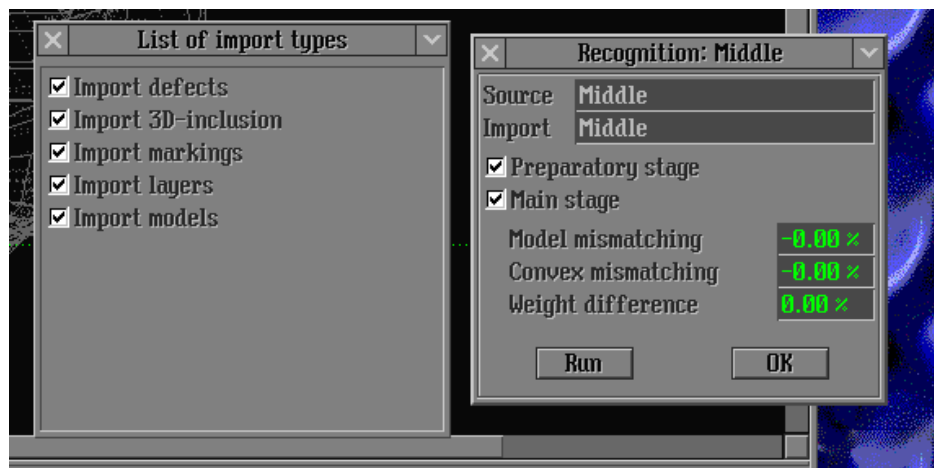 List of import types
Import defects
Import 3D-inclusion
Import markings
Import layers
Import models
Recognition: Middle
Source Middle
Import Middle
Preparatory stage
Main stage
Model mismatching -0.00 %
Convex mismatching -0.00 %
Weight difference 0.00 %
Run OK